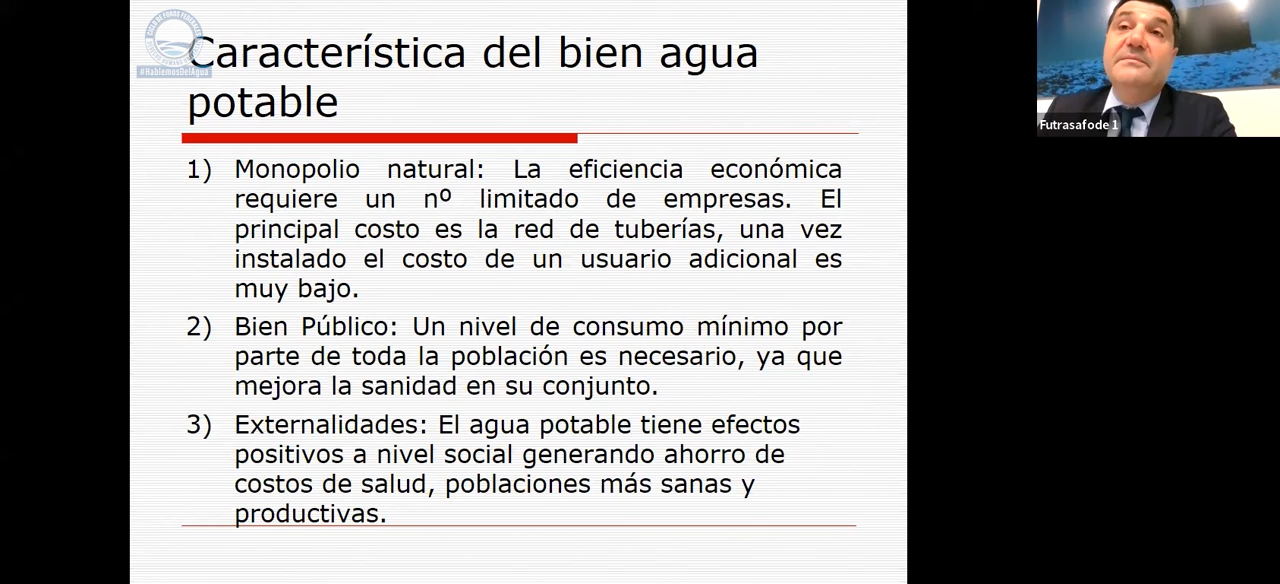 #HablemosDelAgua
Característica del bien agua
potable
1) Monopolio natural: La eficiencia económica
requiere un nº limitado de empresas. El
principal costo es la red de tuberías, una vez
instalado el costo de un usuario adicional es
muy bajo.
2) Bien Público: Un nivel de consumo mínimo por
parte de toda la población es necesario, ya que
mejora la sanidad en su conjunto.
3) Externalidades: El agua potable tiene efectos
positivos a nivel social generando ahorro de
costos de salud, poblaciones más sanas y
productivas.
Futrasafode 1